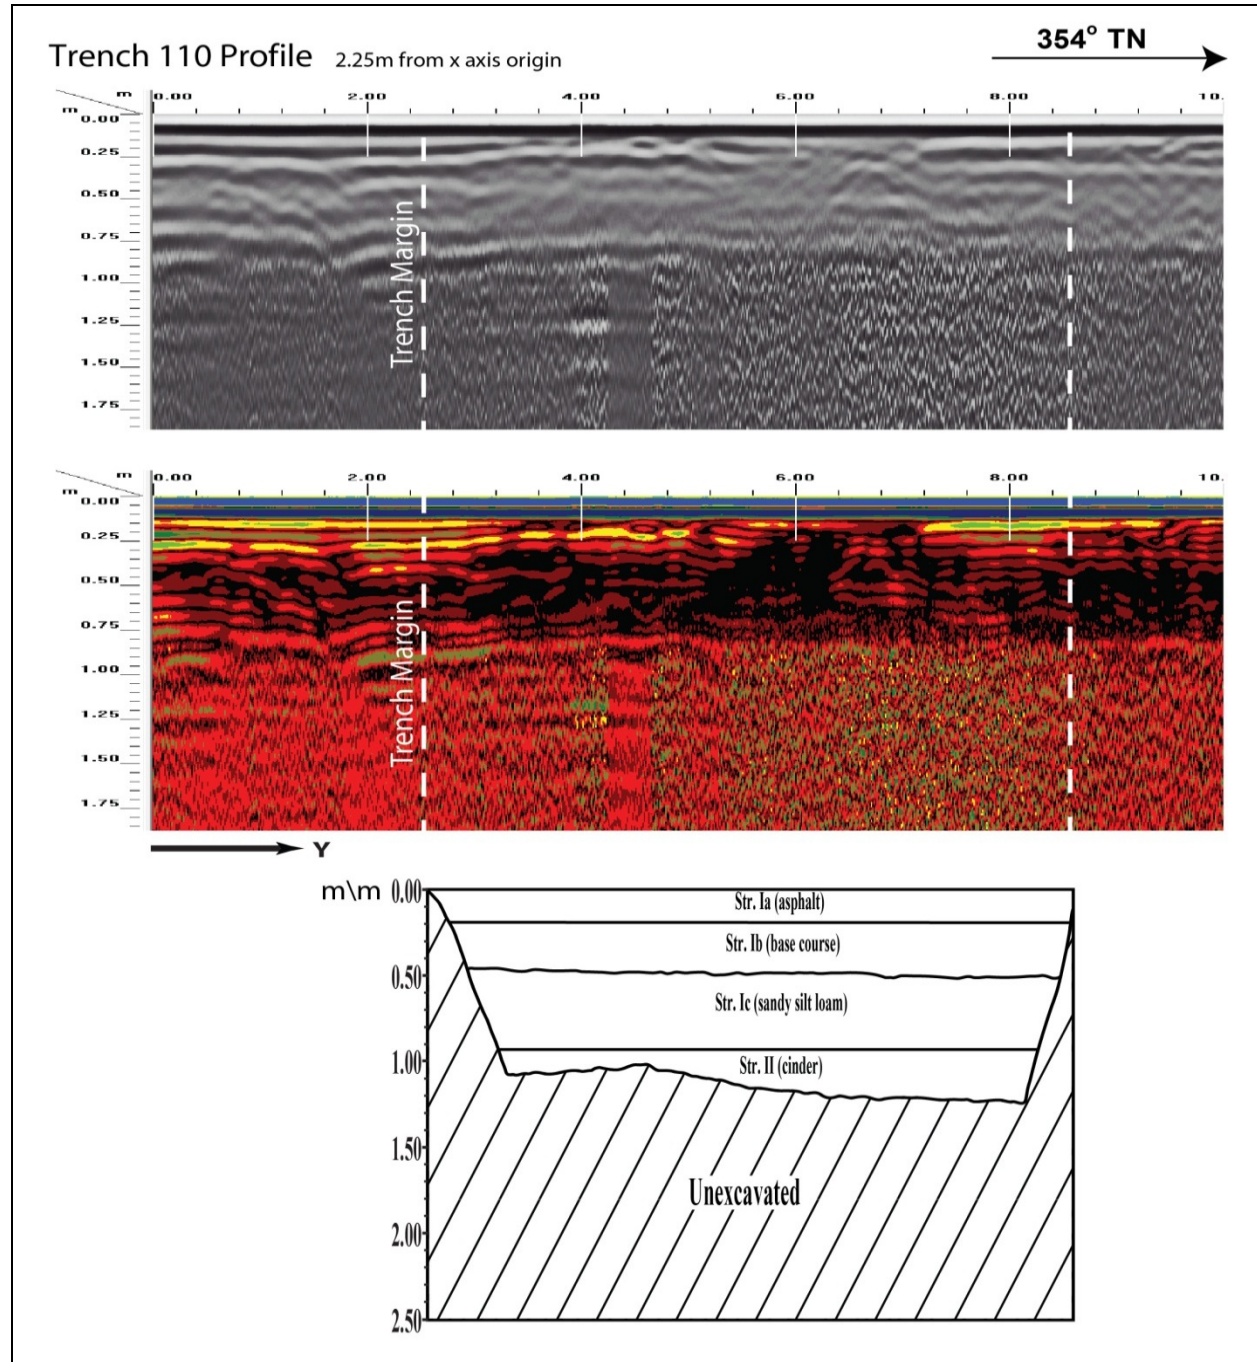 Trench 110 Profile 2.25m from x axis origin
354° TN
m 0.00 2.00 4.00 6.00 8.00 10.
m
0.00
0.25
0.50
0.75
1.00
1.25
1.50
1.75
Trench Margin
m 0.00 2.00 4.00 6.00 8.00 10.
m
0.00
0.25
0.50
0.75
1.00
1.25
1.50
1.75
Trench Margin
Y
m\m 0.00
Str. Ia (asphalt)
Str. Ib (base course)
0.50
Str. Ic (sandy silt loam)
1.00
Str. II (cinder)
1.50
Unexcavated
2.00
2.50